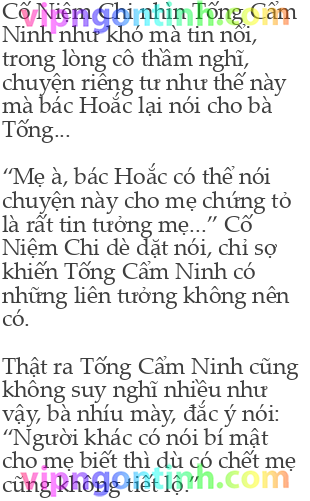 Cố Niệm Chi nhìn Tống Cẩm
vipngontinh.com
Ninh như khó mà tin nổi,
trong lòng cô thầm nghĩ,
chuyện riêng tư như thế này
mà bác Hoắc lại nói cho bà
Tống...
“Mẹ à, bác Hoắc có thể nói
chuyện này cho mẹ chứng tỏ
là rất tin tưởng mẹ...” Cố
Niệm Chi dè dặt nói, chỉ sợ
khiến Tống Cẩm Ninh có
những liên tưởng không nên
có.
Thật ra Tống Cẩm Ninh cũng
không suy nghĩ nhiều như
vậy, bà nhíu mày, đắc ý nói:
“Người khác có nói bí mật
cho mẹ biết thì dù có chết mẹ
cũng không tiết lộ.”
vipngontinh.com